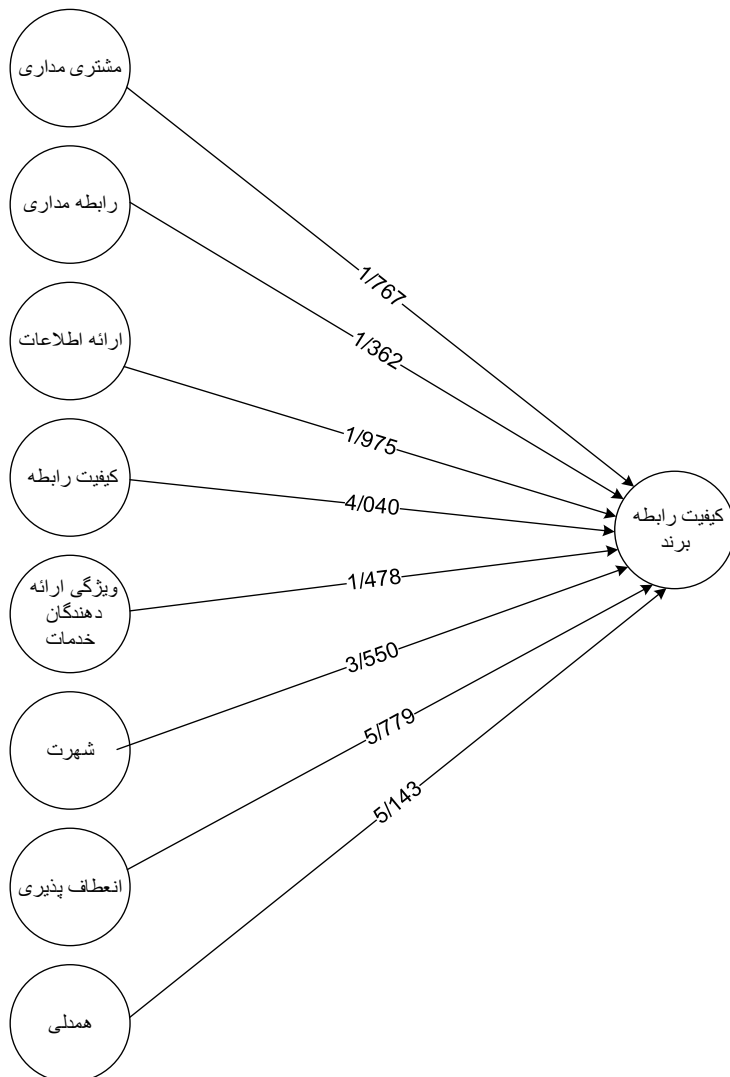 مشتری مداری
رابطه مداری
ارائه اطلاعات
کیفیت رابطه
ویژگی ارائه
دهندگان
خدمات
شهرت
انعطاف پذیری
همدلی
1/767
1/362
1/975
4/040
1/478
3/550
5/779
5/143
کیفیت رابطه
برند